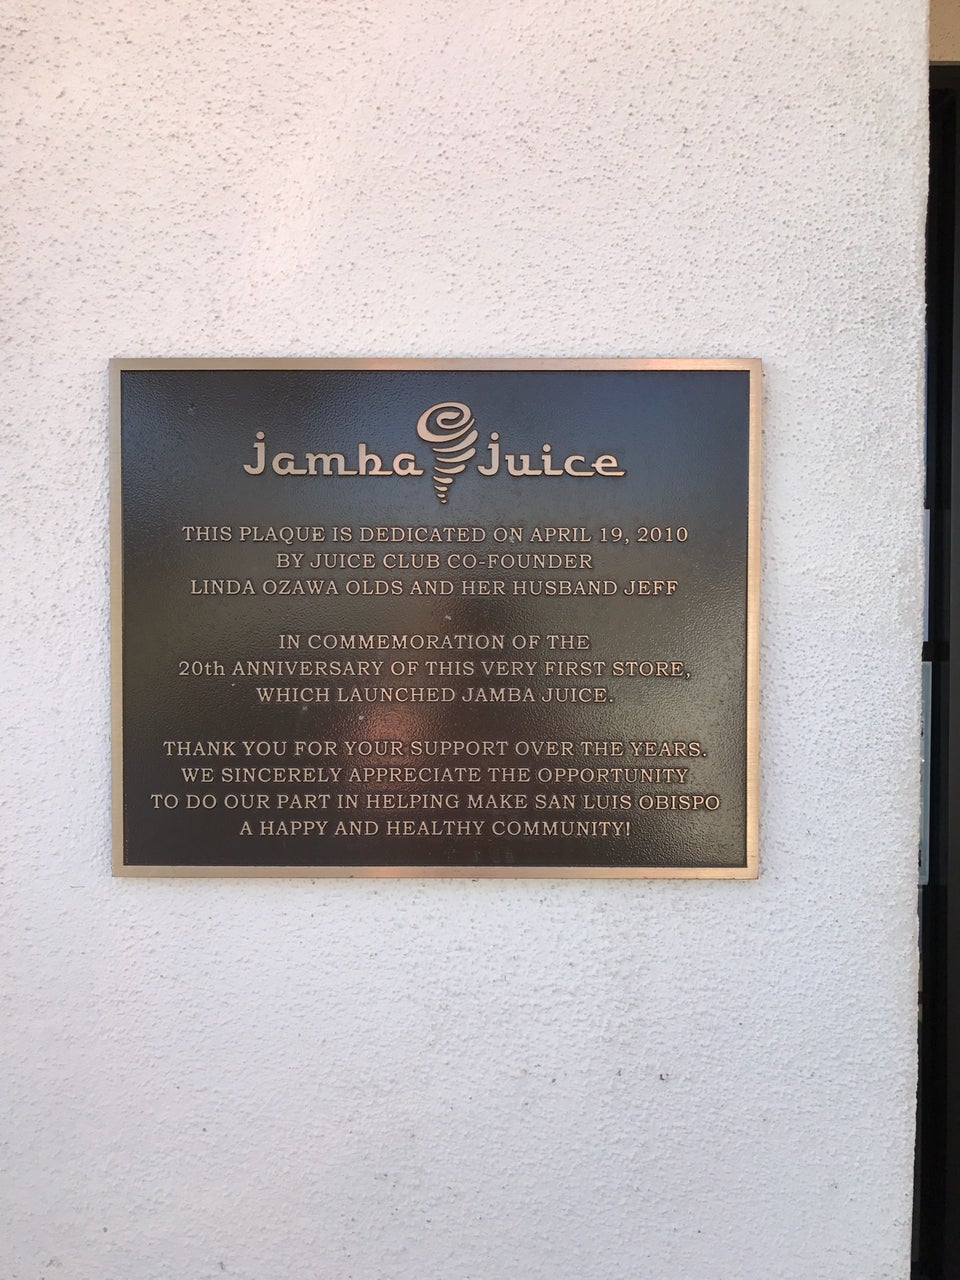 jamba juice
THIS PLAQUE IS DEDICATED ON APRIL 19, 2010
BY JUICE CLUB CO-FOUNDER
LINDA OZAWA OLDS AND HER HUSBAND JEFF
IN COMMEMORATION OF THE
20th ANNIVERSARY OF THIS VERY FIRST STORE,
WHICH LAUNCHED JAMBA JUICE.
THANK YOU FOR YOUR SUPPORT OVER THE YEARS.
WE SINCERELY APPRECIATE THE OPPORTUNITY
TO DO OUR PART IN HELPING MAKE SAN LUIS OBISPO
A HAPPY AND HEALTHY COMMUNITY!